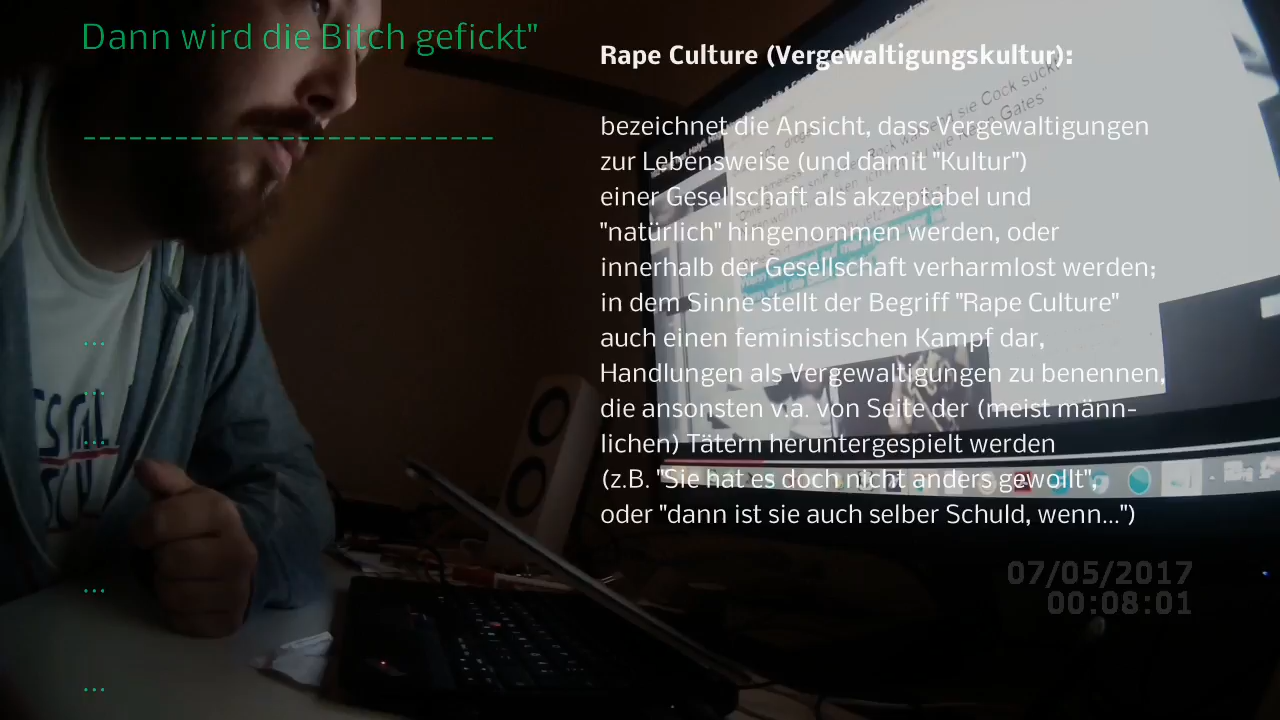 Dann wird die Bitch gefickt"
--------------------------
Rape Culture (Vergewaltigungskultur):
bezeichnet die Ansicht, dass Vergewaltigungen
zur Lebensweise (und damit "Kultur")
einer Gesellschaft als akzeptabel und
"natürlich" hingenommen werden, oder
innerhalb der Gesellschaft verharmlost werden;
in dem Sinne stellt der Begriff "Rape Culture"
auch einen feministischen Kampf dar,
Handlungen als Vergewaltigungen zu benennen,
die ansonsten v.a. von Seite der (meist männ-
lichen) Tätern heruntergespielt werden
(z.B. "Sie hat es doch nicht anders gewollt",
oder "dann ist sie auch selber Schuld, wenn...")
...
...
...
...
...
07/05/2017
00:08:01